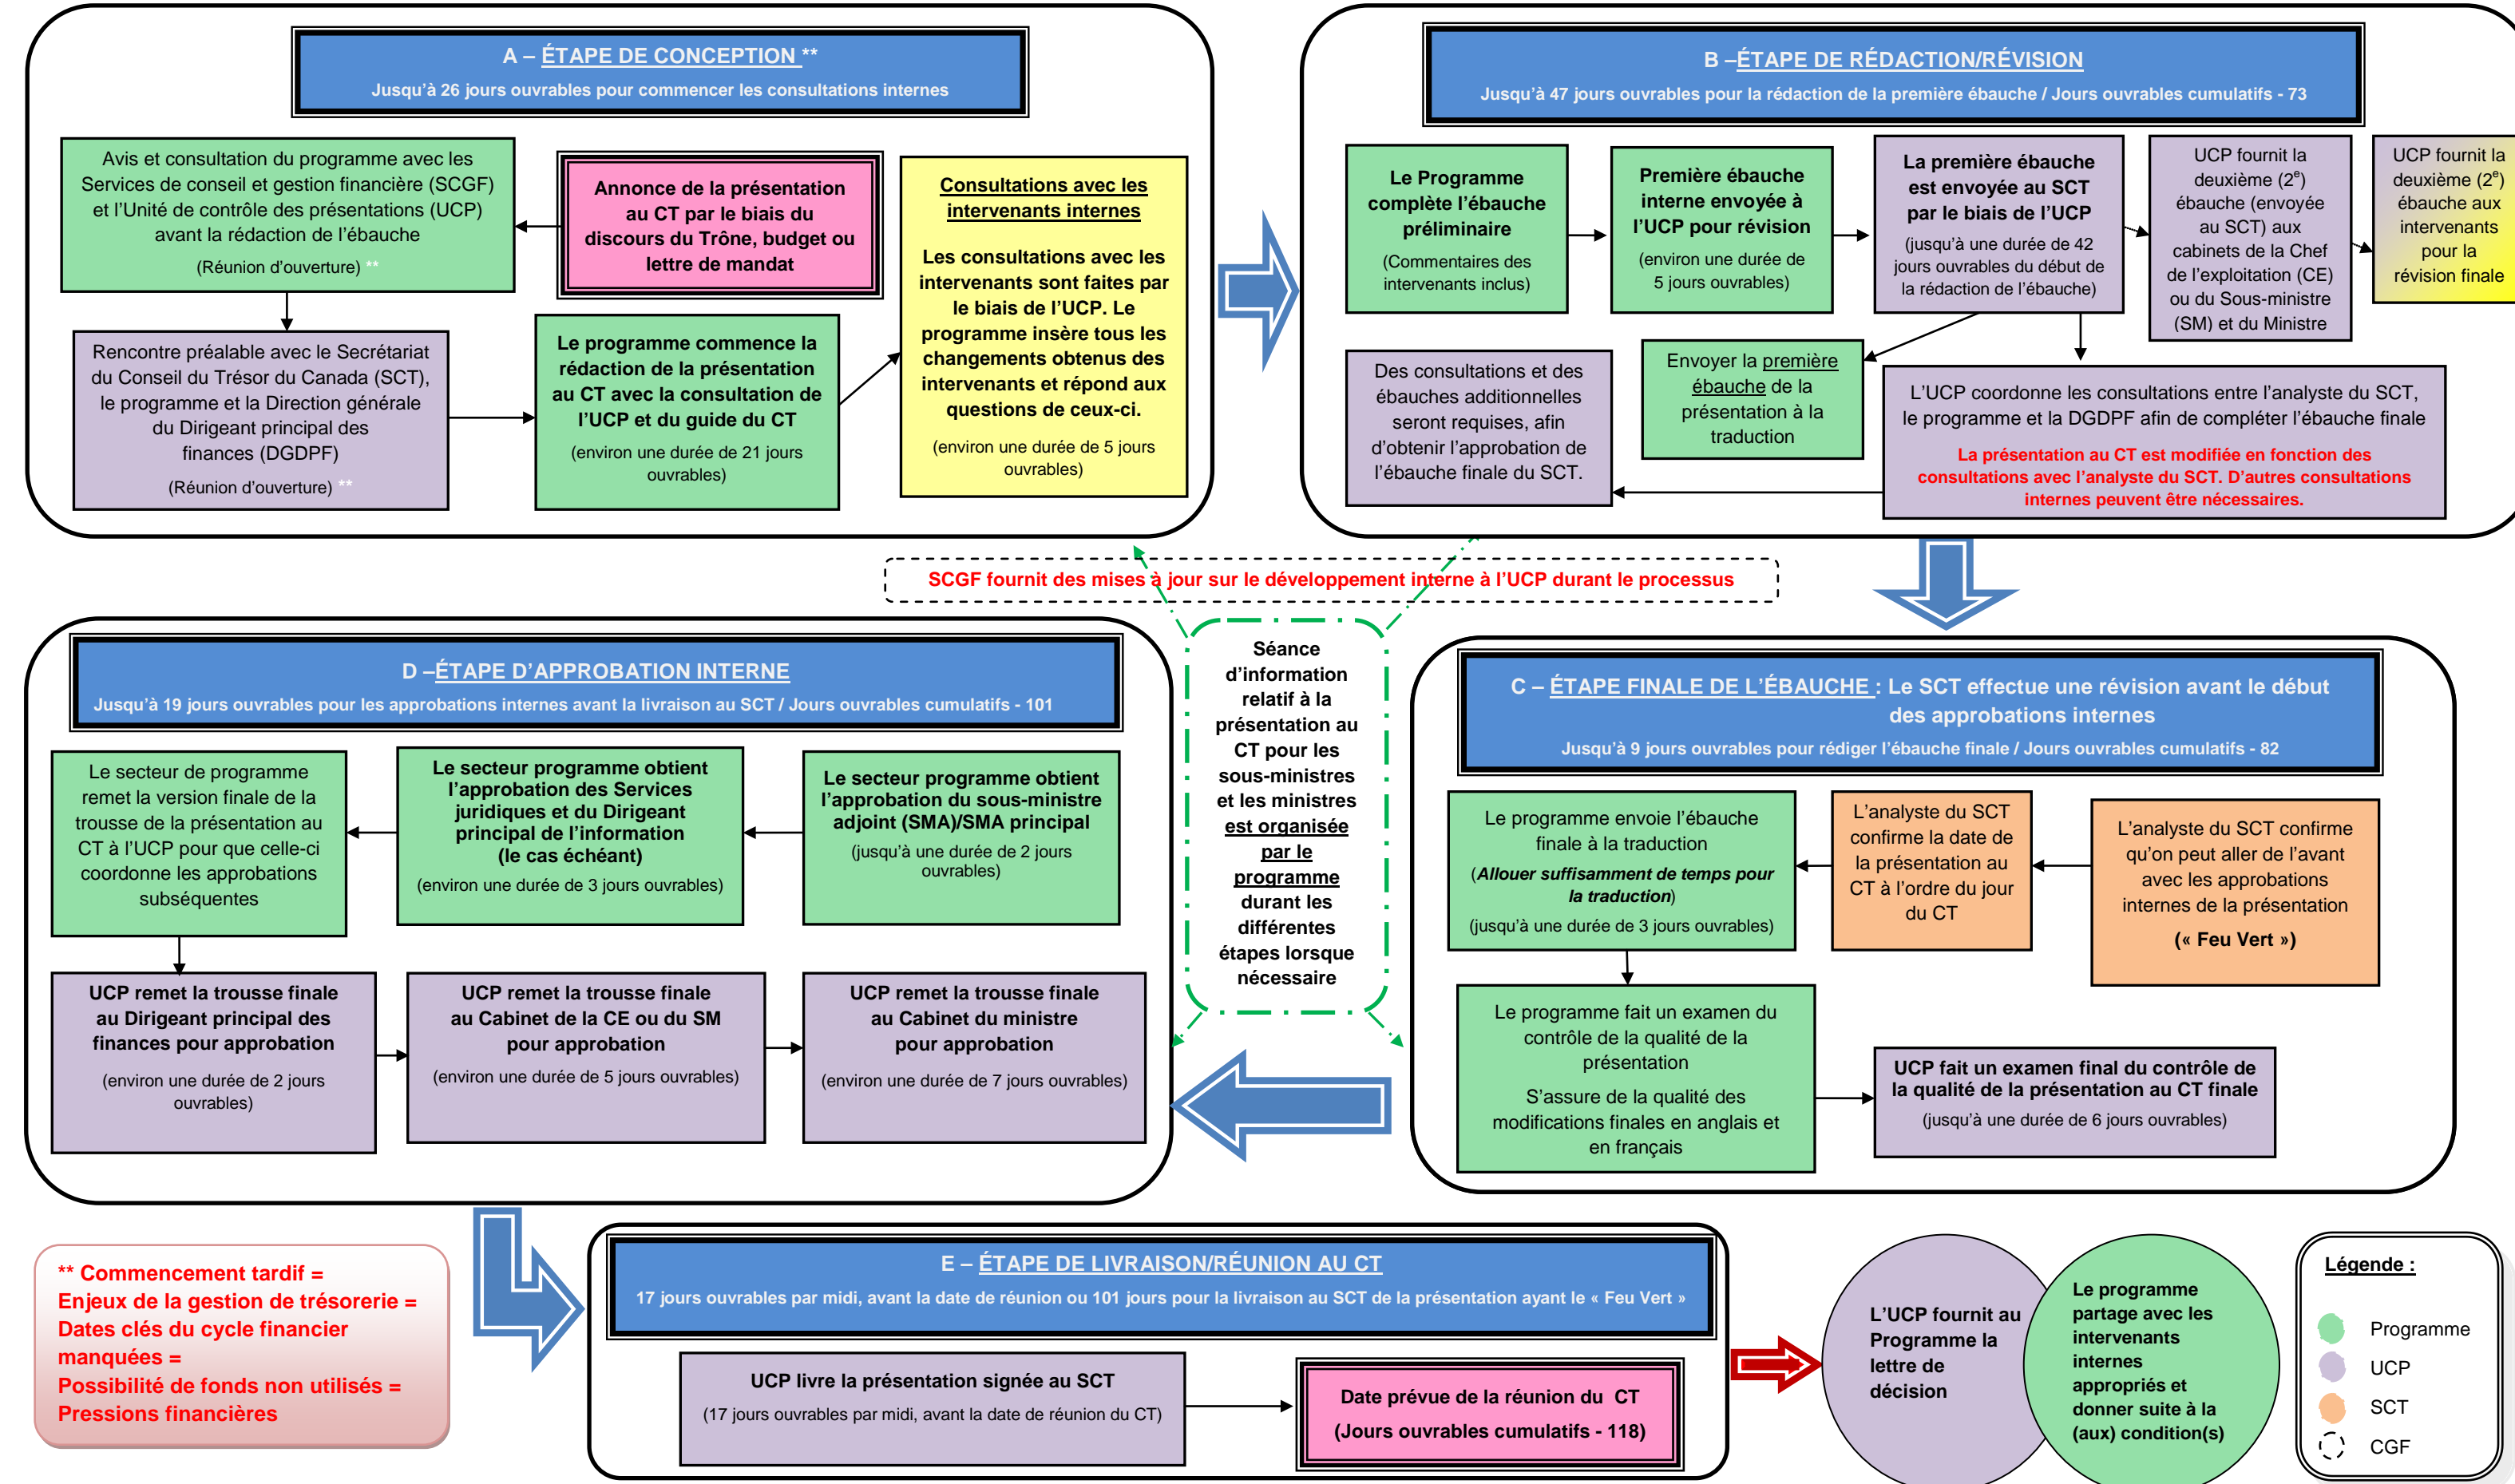 A – ÉTAPE DE CONCEPTION **
Jusqu’à 26 jours ouvrables pour commencer les consultations internes
Avis et consultation du programme avec les
Services de conseil et gestion financière (SCGF)
et l’Unité de contrôle des présentations (UCP)
avant la rédaction de l’ébauche
(Réunion d’ouverture) **
Annonce de la présentation
au CT par le biais du
discours du Trône, budget ou
lettre de mandat
Consultations avec les
intervenants internes
Les consultations avec les
intervenants sont faites par
le biais de l’UCP. Le
programme insère tous les
changements obtenus des
intervenants et répond aux
questions de ceux-ci.
(environ une durée de 5 jours
ouvrables)
Rencontre préalable avec le Secrétariat
du Conseil du Trésor du Canada (SCT),
le programme et la Direction générale
du Dirigeant principal des
finances (DGDPF)
(Réunion d’ouverture) **
Le programme commence la
rédaction de la présentation
au CT avec la consultation de
l’UCP et du guide du CT
(environ une durée de 21 jours
ouvrables)
B –ÉTAPE DE RÉDACTION/RÉVISION
Jusqu’à 47 jours ouvrables pour la rédaction de la première ébauche / Jours ouvrables cumulatifs - 73
Le Programme
complète l’ébauche
préliminaire
(Commentaires des
intervenants inclus)
Première ébauche
interne envoyée à
l’UCP pour révision
(environ une durée de
5 jours ouvrables)
La première ébauche
est envoyée au SCT
par le biais de l’UCP
(jusqu’à une durée de 42
jours ouvrables du début de
la rédaction de l’ébauche)
UCP fournit la
deuxième (2e)
ébauche (envoyée
au SCT) aux
cabinets de la Chef
de l’exploitation (CE)
ou du Sous-ministre
(SM) et du Ministre
UCP fournit la
deuxième (2e)
ébauche aux
intervenants
pour la
révision finale
Des consultations et des
ébauches additionnelles
seront requises, afin
d’obtenir l’approbation de
l’ébauche finale du SCT.
Envoyer la première
ébauche de la
présentation à la
traduction
L’UCP coordonne les consultations entre l’analyste du SCT,
le programme et la DGDPF afin de compléter l’ébauche finale
La présentation au CT est modifiée en fonction des
consultations avec l’analyste du SCT. D’autres consultations
internes peuvent être nécessaires.
SCGF fournit des mises à jour sur le développement interne à l’UCP durant le processus
D –ÉTAPE D’APPROBATION INTERNE
Jusqu’à 19 jours ouvrables pour les approbations internes avant la livraison au SCT / Jours ouvrables cumulatifs - 101
Le secteur de programme
remet la version finale de la
trousse de la présentation au
CT à l’UCP pour que celle-ci
coordonne les approbations
subséquentes
Le secteur programme obtient
l’approbation des Services
juridiques et du Dirigeant
principal de l’information
(le cas échéant)
(environ une durée de 3 jours ouvrables)
Le secteur programme obtient
l’approbation du sous-ministre
adjoint (SMA)/SMA principal
(jusqu’à une durée de 2 jours
ouvrables)
UCP remet la trousse finale
au Dirigeant principal des
finances pour approbation
(environ une durée de 2 jours
ouvrables)
UCP remet la trousse finale
au Cabinet de la CE ou du SM
pour approbation
(environ une durée de 5 jours ouvrables)
UCP remet la trousse finale
au Cabinet du ministre
pour approbation
(environ une durée de 7 jours ouvrables)
Séance
d’information
relatif à la
présentation au
CT pour les
sous-ministres
et les ministres
est organisée
par le
programme
durant les
différentes
étapes lorsque
nécessaire
C – ÉTAPE FINALE DE L’ÉBAUCHE : Le SCT effectue une révision avant le début
des approbations internes
Jusqu’à 9 jours ouvrables pour rédiger l’ébauche finale / Jours ouvrables cumulatifs - 82
Le programme envoie l’ébauche
finale à la traduction
(Allouer suffisamment de temps pour
la traduction)
(jusqu’à une durée de 3 jours ouvrables)
L’analyste du SCT
confirme la date de
la présentation au
CT à l’ordre du jour
du CT
L’analyste du SCT confirme
qu’on peut aller de l’avant
avec les approbations
internes de la présentation
(« Feu Vert »)
Le programme fait un examen du
contrôle de la qualité de la
présentation
S’assure de la qualité des
modifications finales en anglais et
en français
UCP fait un examen final du contrôle de
la qualité de la présentation au CT finale
(jusqu’à une durée de 6 jours ouvrables)
** Commencement tardif =
Enjeux de la gestion de trésorerie =
Dates clés du cycle financier
manquées =
Possibilité de fonds non utilisés =
Pressions financières
E – ÉTAPE DE LIVRAISON/RÉUNION AU CT
17 jours ouvrables par midi, avant la date de réunion ou 101 jours pour la livraison au SCT de la présentation ayant le « Feu Vert »
UCP livre la présentation signée au SCT
(17 jours ouvrables par midi, avant la date de réunion du CT)
Date prévue de la réunion du CT
(Jours ouvrables cumulatifs - 118)
L’UCP fournit au
Programme la
lettre de
décision
Le programme
partage avec les
intervenants
internes
appropriés et
donner suite à la
(aux) condition(s)
Légende :
Programme
UCP
SCT
CGF